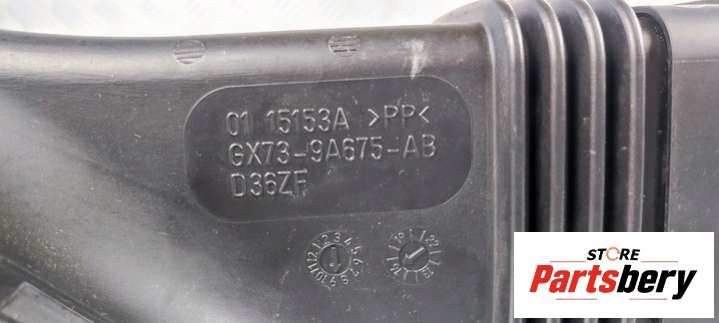 01 15153A >PP<
GX73-9A675-AB
D36ZF
STORE
Partsbery